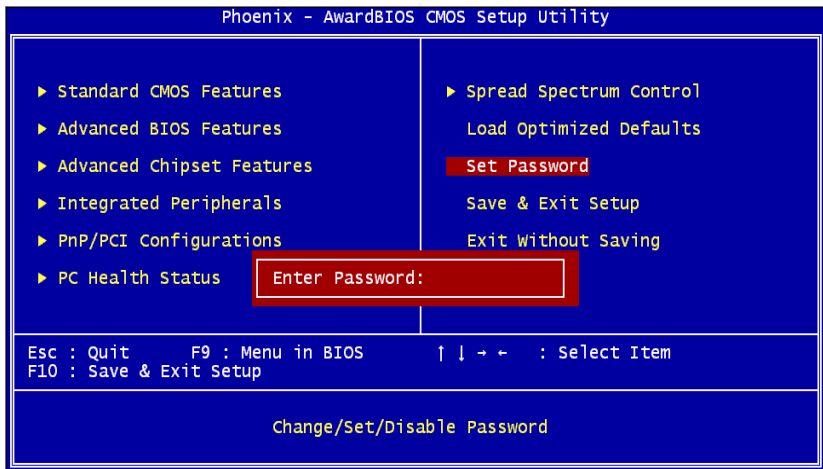 Phoenix - AwardBIOS CMOS Setup Utility
▶ Standard CMOS Features
▶ Advanced BIOS Features
▶ Advanced Chipset Features
▶ Integrated Peripherals
▶ PnP/PCI Configurations
▶ PC Health Status
▶ Spread Spectrum Control
Load Optimized Defaults
Set Password
Save & Exit Setup
Exit Without Saving
Enter Password:
Esc : Quit F9 : Menu in BIOS ↑ ↓ → ← : Select Item
F10 : Save & Exit Setup
Change/Set/Disable Password